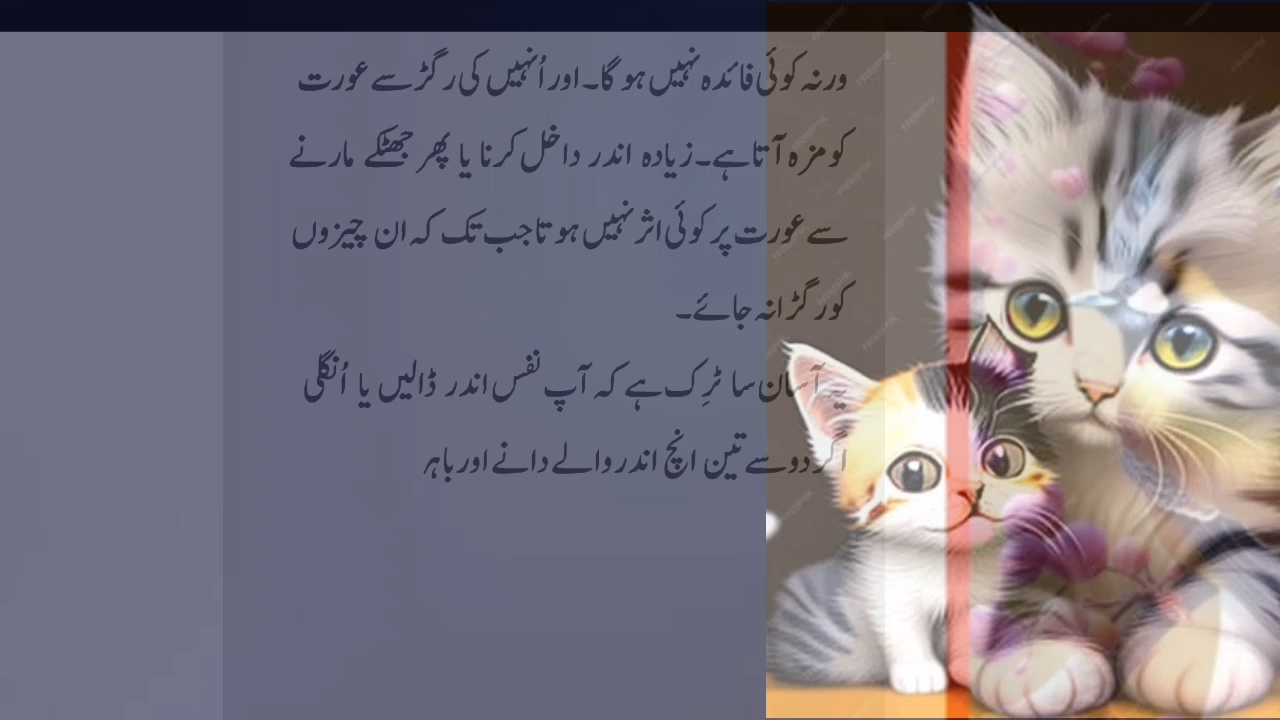 ورنہ کوئی فائدہ نہیں ہو گا۔ اور اُنہیں کی رگڑ سے عورت
کو مزہ آتا ہے۔ زیادہ اندر داخل کرنا یا پھر جھٹکے مارنے
سے عورت پر کوئی اثر نہیں ہوتا جب تک کہ ان چیزوں
کو رگڑا نہ جائے۔
یہ آسان سا ٹرِک ہے کہ آپ نفس اندر ڈالیں یا اُنگلی
اگر دو سے تین انچ اندر والے دانے اور باہر